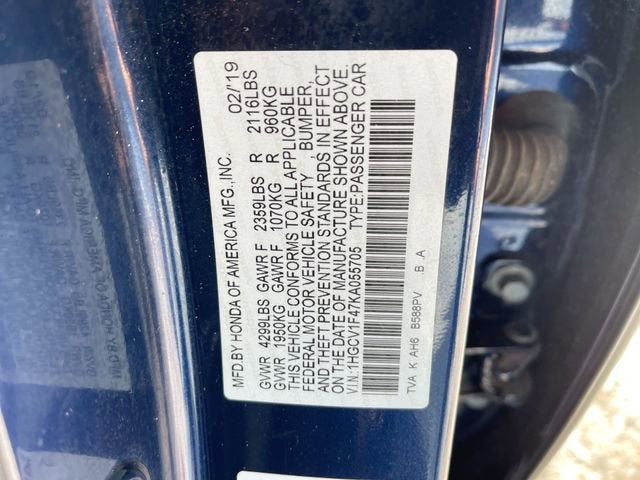 MFD.BY HONDA OF AMERICA MFG.,INC. 02/'19
GVWR 4299LBS GAWR F 2359LBS R 2116LBS
GVWR 1950KG GAWR F 1070KG R 960KG
THIS VEHICLE CONFORMS TO ALL APPLICABLE
FEDERAL MOTOR VEHICLE SAFETY BUMPER,
AND THEFT PREVENTION STANDARDS IN EFFECT
ON THE DATE OF MANUFACTURE SHOWN ABOVE.
V.I.N.:1HGCV1F47KA055705 TYPE:PASSENGER CAR
TVA K AH6 B588PV B .A